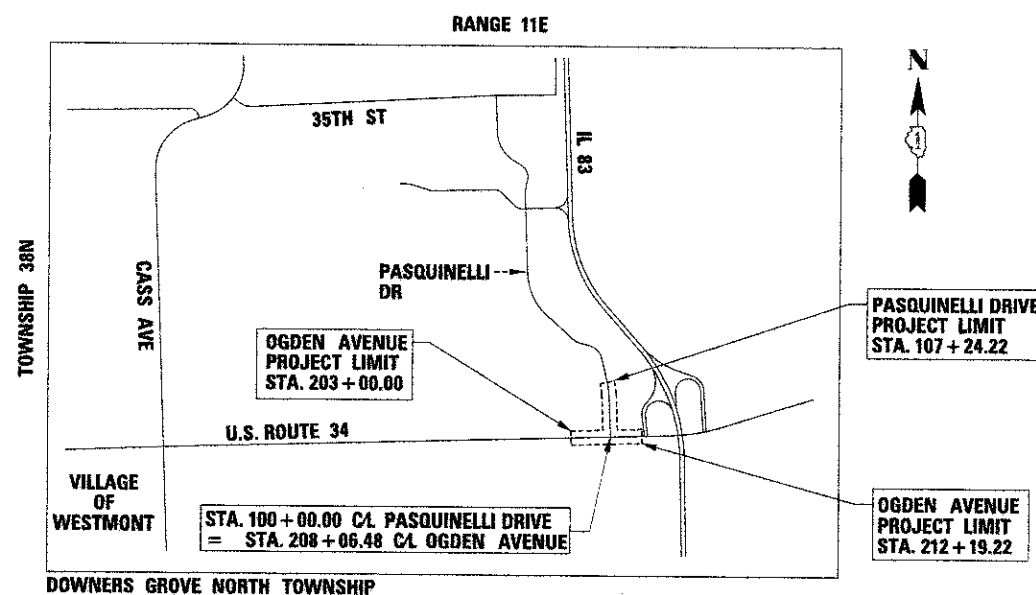 RANGE 11E
N
1
35TH ST
IL 83
TOWNSHIP 38N
CASS AVE
PASQUINELLI
DR
PASQUINELLI DRIVE
PROJECT LIMIT
STA. 107+24.22
OGDEN AVENUE
PROJECT LIMIT
STA. 203+00.00
U.S. ROUTE 34
VILLAGE
OF
WESTMONT
STA. 100+00.00 C/L PASQUINELLI DRIVE
= STA. 208+06.48 C/L OGDEN AVENUE
OGDEN AVENUE
PROJECT LIMIT
STA. 212+19.22
DOWNERS GROVE NORTH TOWNSHIP